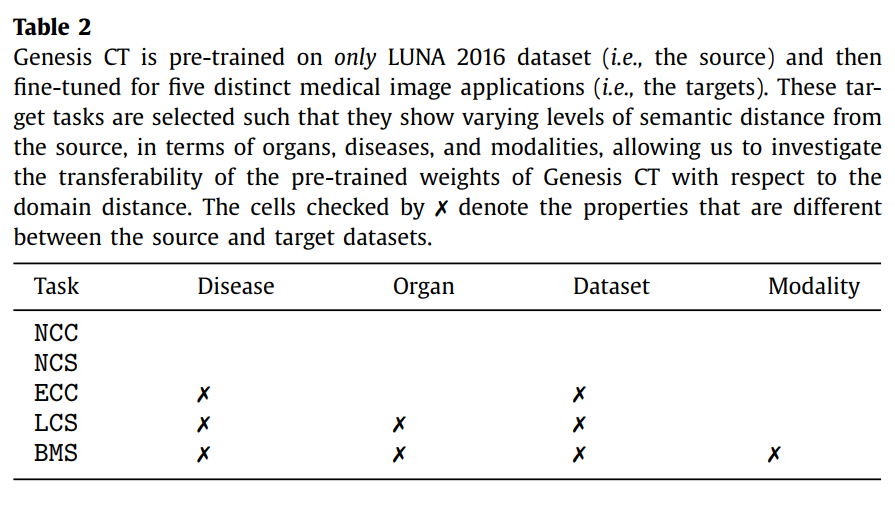 Table 2
Genesis CT is pre-trained on only LUNA 2016 dataset (i.e., the source) and then
fine-tuned for five distinct medical image applications (i.e., the targets). These tar-
get tasks are selected such that they show varying levels of semantic distance from
the source, in terms of organs, diseases, and modalities, allowing us to investigate
the transferability of the pre-trained weights of Genesis CT with respect to the
domain distance. The cells checked by ✗ denote the properties that are different
between the source and target datasets.
Task Disease Organ Dataset Modality
NCC
NCS
ECC ✗ ✗
LCS ✗ ✗ ✗
BMS ✗ ✗ ✗ ✗